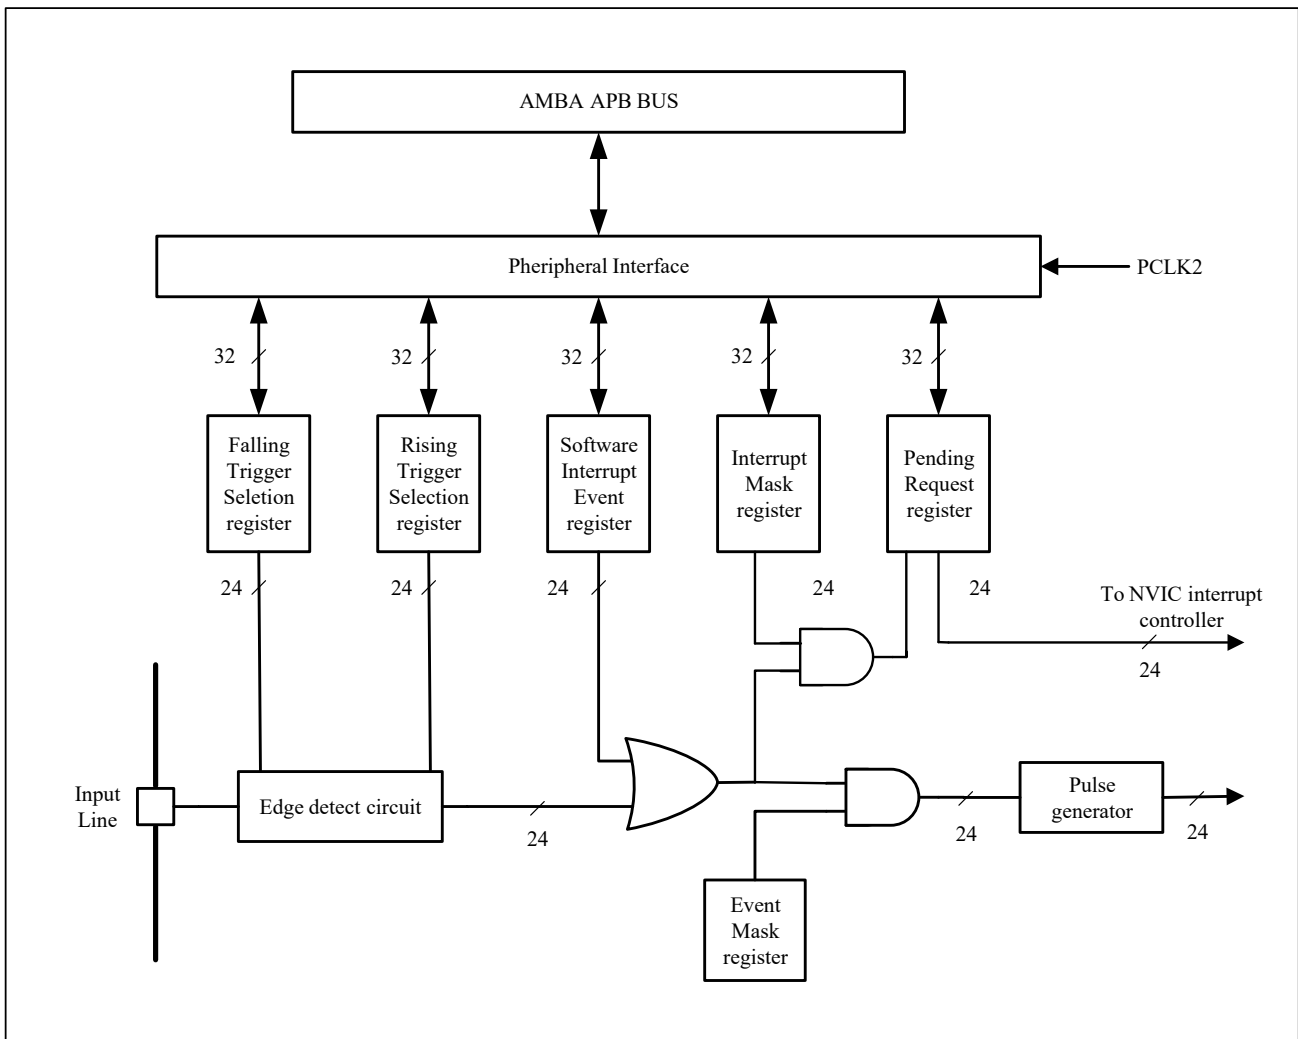 AMBA APB BUS
Pheripheral Interface
PCLK2
32
32
32
32
32
Falling
Trigger
Seletion
register
Rising
Trigger
Selection
register
Software
Interrupt
Event
register
Interrupt
Mask
register
Pending
Request
register
24
24
24
24
24
To NVIC interrupt
controller
24
Input
Line
Edge detect circuit
24
24
Pulse
generator
24
Event
Mask
register